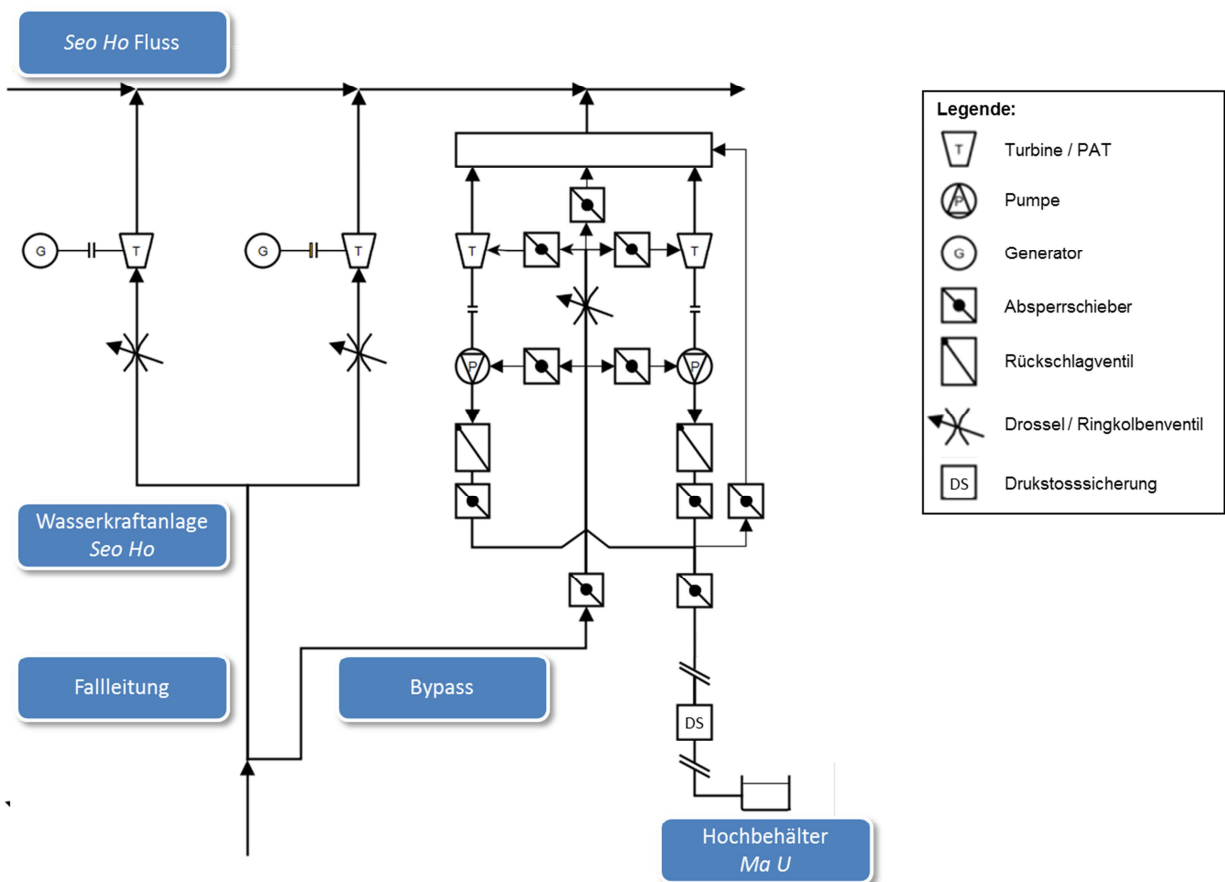 Seo Ho Fluss
Legende:
T
Turbine / PAT
P
Pumpe
G
Generator
Absperrschieber
Rückschlagventil
Drossel / Ringkolbenventil
DS
Drukstosssicherung
G
T
G
T
T
T
P
P
Wasserkraftanlage
Seo Ho
Fallleitung
Bypass
DS
Hochbehälter
Ma U